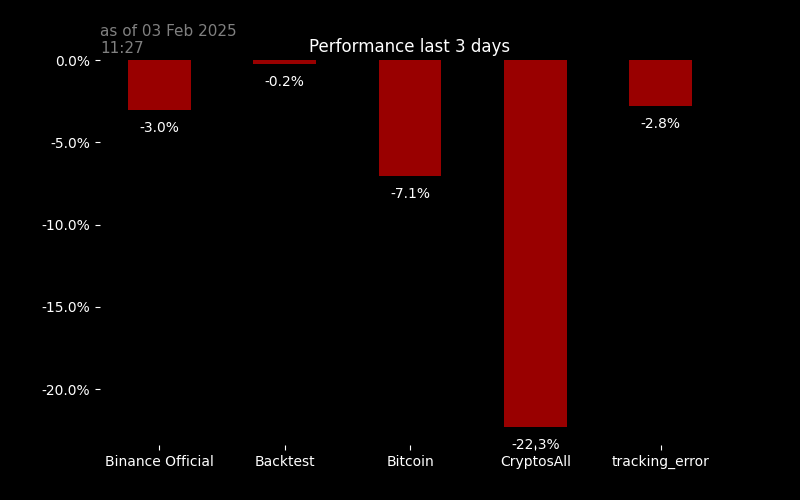 as of 03 Feb 2025
11:27
Performance last 3 days
0.0%
-5.0%
-10.0%
-15.0%
-20.0%
-3.0%
-0.2%
-7.1%
-22.3%
-2.8%
Binance Official
Backtest
Bitcoin
CryptosAll
tracking_error